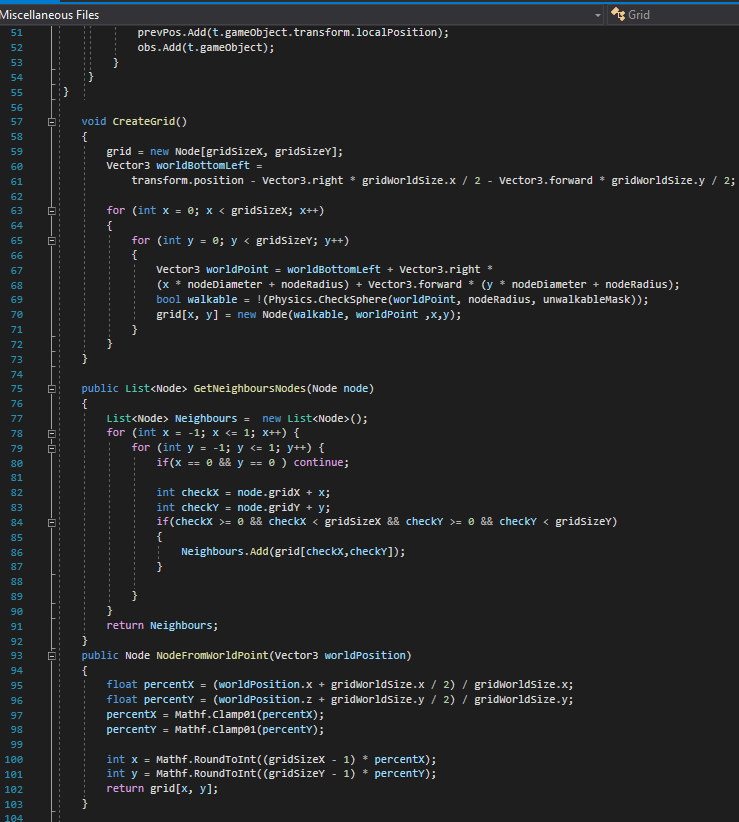 Miscellaneous Files Grid
51 prevPos.Add(t.gameObject.transform.localPosition);
52 obs.Add(t.gameObject);
53 }
54 }
55 }
56
57 void CreateGrid()
58 {
59 grid = new Node[gridSizeX, gridSizeY];
60 Vector3 worldBottomLeft =
61 transform.position - Vector3.right * gridWorldSize.x / 2 - Vector3.forward * gridWorldSize.y / 2;
62
63 for (int x = 0; x < gridSizeX; x++)
64 {
65 for (int y = 0; y < gridSizeY; y++)
66 {
67 Vector3 worldPoint = worldBottomLeft + Vector3.right *
68 (x * nodeDiameter + nodeRadius) + Vector3.forward * (y * nodeDiameter + nodeRadius);
69 bool walkable = !(Physics.CheckSphere(worldPoint, nodeRadius, unwalkableMask));
70 grid[x, y] = new Node(walkable, worldPoint ,x,y);
71 }
72 }
73 }
74
75 public List<Node> GetNeighboursNodes(Node node)
76 {
77 List<Node> Neighbours =  new List<Node>();
78 for (int x = -1; x <= 1; x++) {
79 for (int y = -1; y <= 1; y++) {
80 if(x == 0 && y == 0 ) continue;
81
82 int checkX = node.gridX + x;
83 int checkY = node.gridY + y;
84 if(checkX >= 0 && checkX < gridSizeX && checkY >= 0 && checkY < gridSizeY)
85 {
86 Neighbours.Add(grid[checkX,checkY]);
87 }
88
89 }
90 }
91 return Neighbours;
92 }
93 public Node NodeFromWorldPoint(Vector3 worldPosition)
94 {
95 float percentX = (worldPosition.x + gridWorldSize.x / 2) / gridWorldSize.x;
96 float percentY = (worldPosition.z + gridWorldSize.y / 2) / gridWorldSize.y;
97 percentX = Mathf.Clamp01(percentX);
98 percentY = Mathf.Clamp01(percentY);
99
100 int x = Mathf.RoundToInt((gridSizeX - 1) * percentX);
101 int y = Mathf.RoundToInt((gridSizeY - 1) * percentY);
102 return grid[x, y];
103 }
104